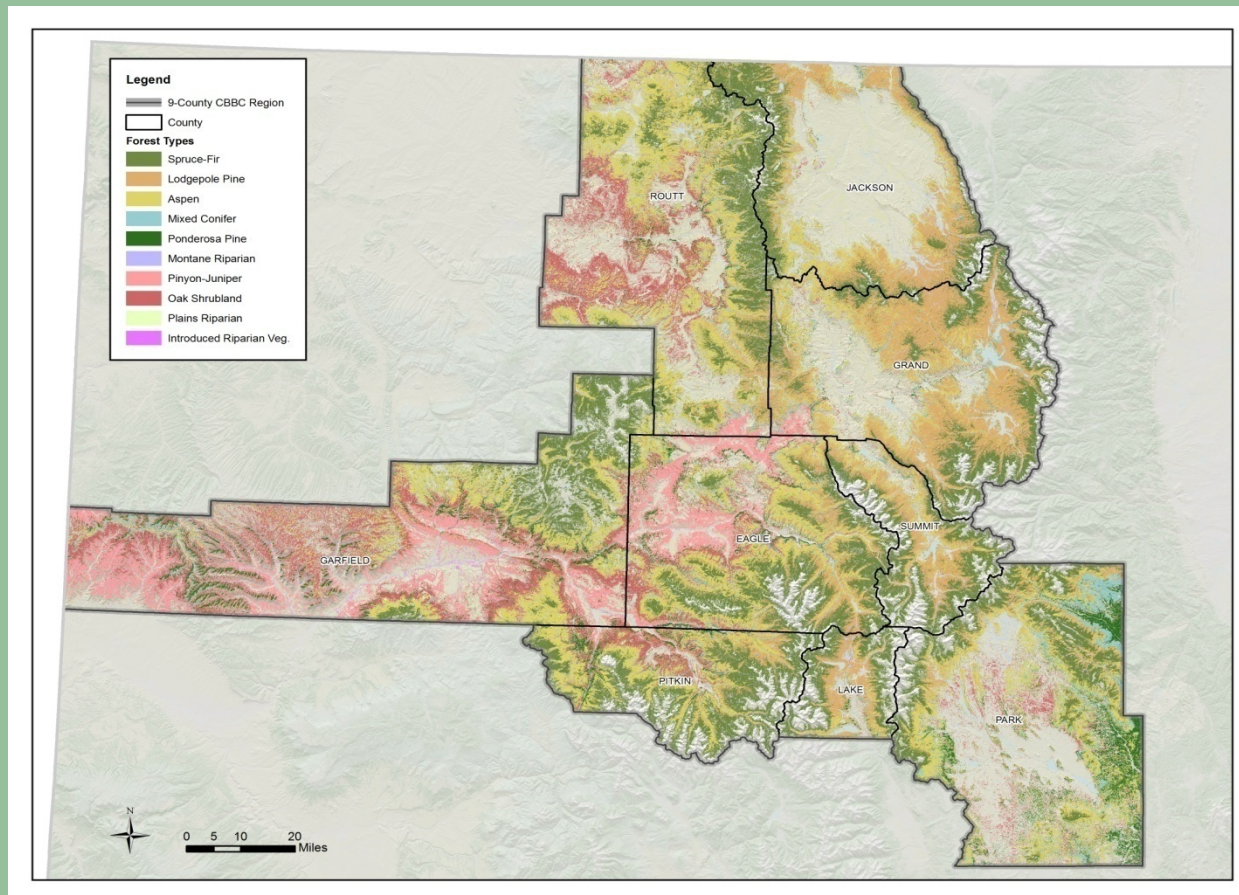 Legend
9-County CBBC Region
County
Forest Types
Spruce-Fir
Lodgepole Pine
Aspen
Mixed Conifer
Ponderosa Pine
Montane Riparian
Pinyon-Juniper
Oak Shrubland
Plains Riparian
Introduced Riparian Veg.
JACKSON
ROUTT
GRAND
SUMMIT
EAGLE
GARFIELD
PITKIN
LAKE
PARK
N
0 5 10 20
Miles